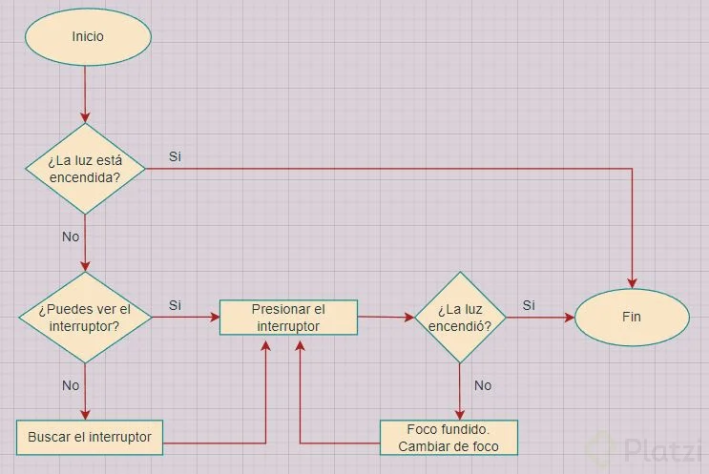 Inicio
¿La luz está
encendida?
Si
No
¿Puedes ver el
interruptor?
Si
Presionar el
interruptor
¿La luz
encendió?
Si
Fin
No
No
Buscar el interruptor
Foco fundido.
Cambiar de foco
Platzi